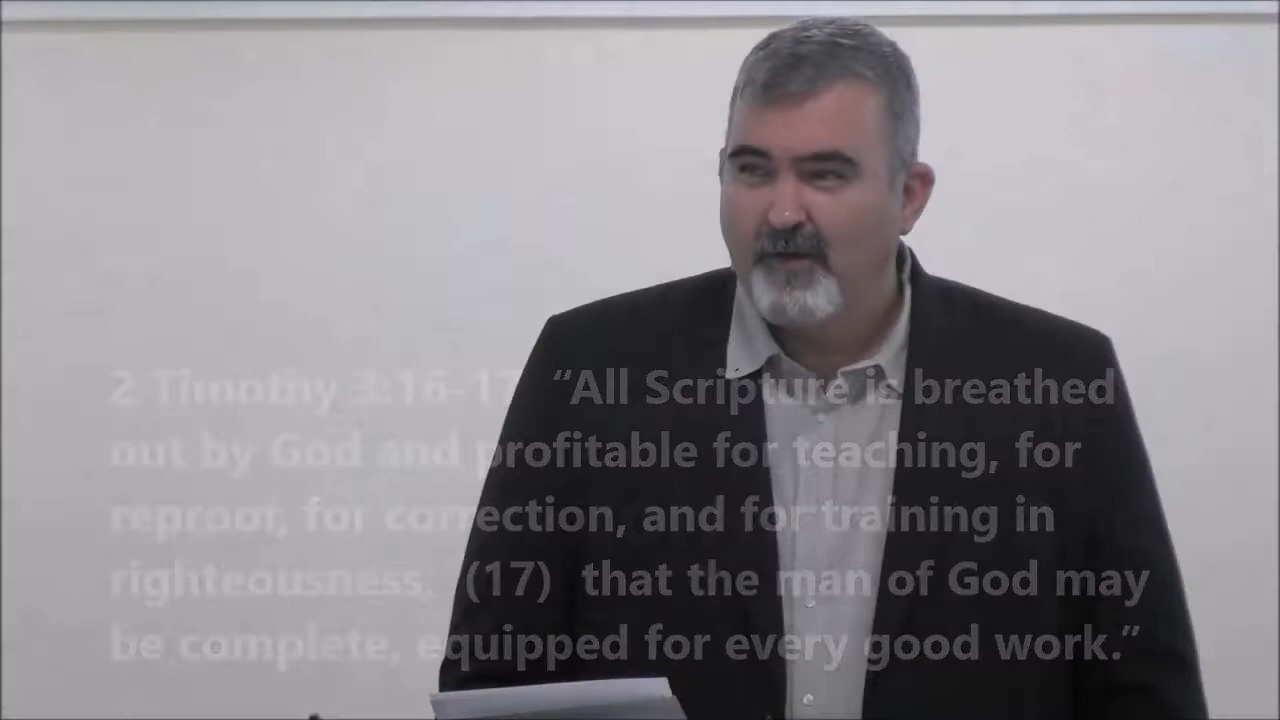 2 Timothy 3:16-17 “All Scripture is breathed
out by God and profitable for teaching, for
reproof, for correction, and for training in
righteousness, (17) that the man of God may
be complete, equipped for every good work.”